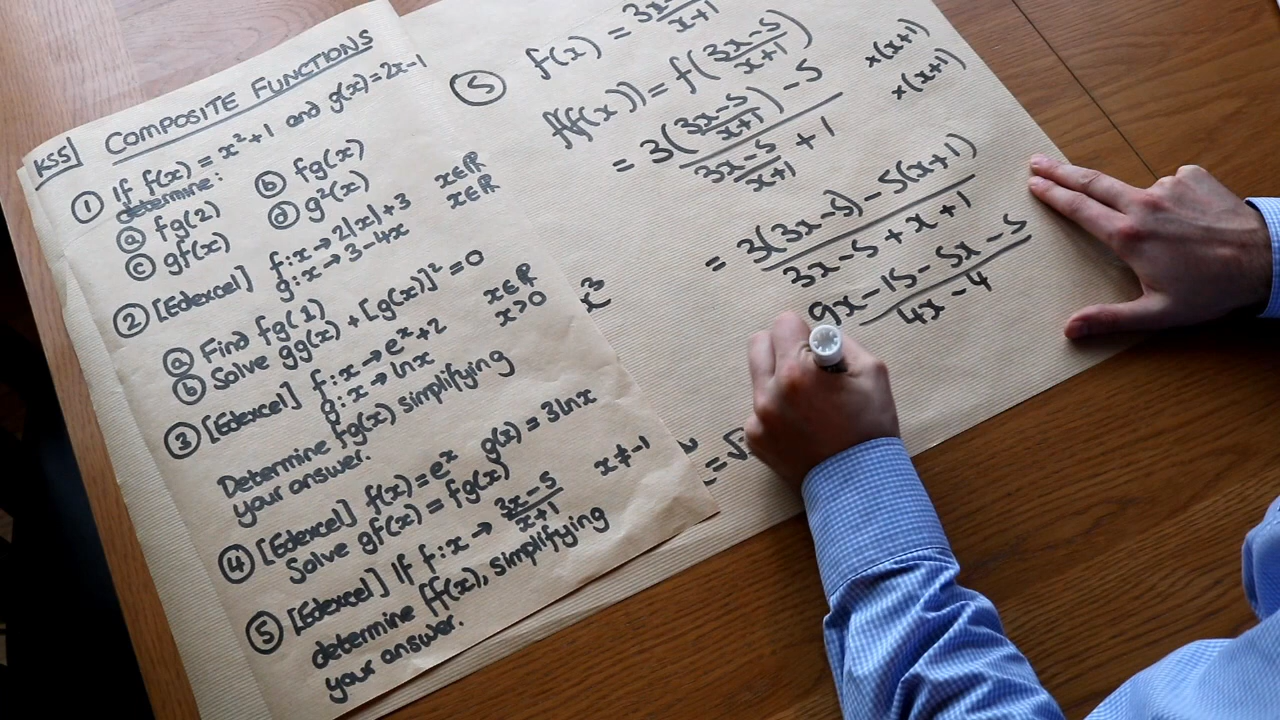 KS5
COMPOSITE FUNCTIONS
① If f(x) = x²+1 and g(x) = 2x-1
determine:
ⓐ fg(2) ⓑ fg(x)
ⓒ gf(x) ⓓ g²(x)
② [Edexcel] f:x→2|x|+3 x∈ℝ
g:x→3-4x x∈ℝ
ⓐ Find fg(1)
ⓑ Solve gg(x) + [g(x)]² = 0
③ [Edexcel] f:x→eˣ+2 x∈ℝ
g:x→lnx x>0
Determine fg(x) simplifying
your answer.
④ [Edexcel] f(x) = eˣ g(x) = 3lnx
Solve gf(x) = fg(x)
⑤ [Edexcel] If f:x→ 3x-5/x+1 x≠-1
determine ff(x), simplifying
your answer.
x³
= √
⑤ f(x) = 3x-/x+1
ff(x)) = f(3x-5/x+1)
= 3(3x-5/x+1) - 5 ×(x+1)
3x-5/x+1 + 1 ×(x+1)
= 3(3x-5) - 5(x+1)
3x-5 + x + 1
9x-15-5x-5
4x-4